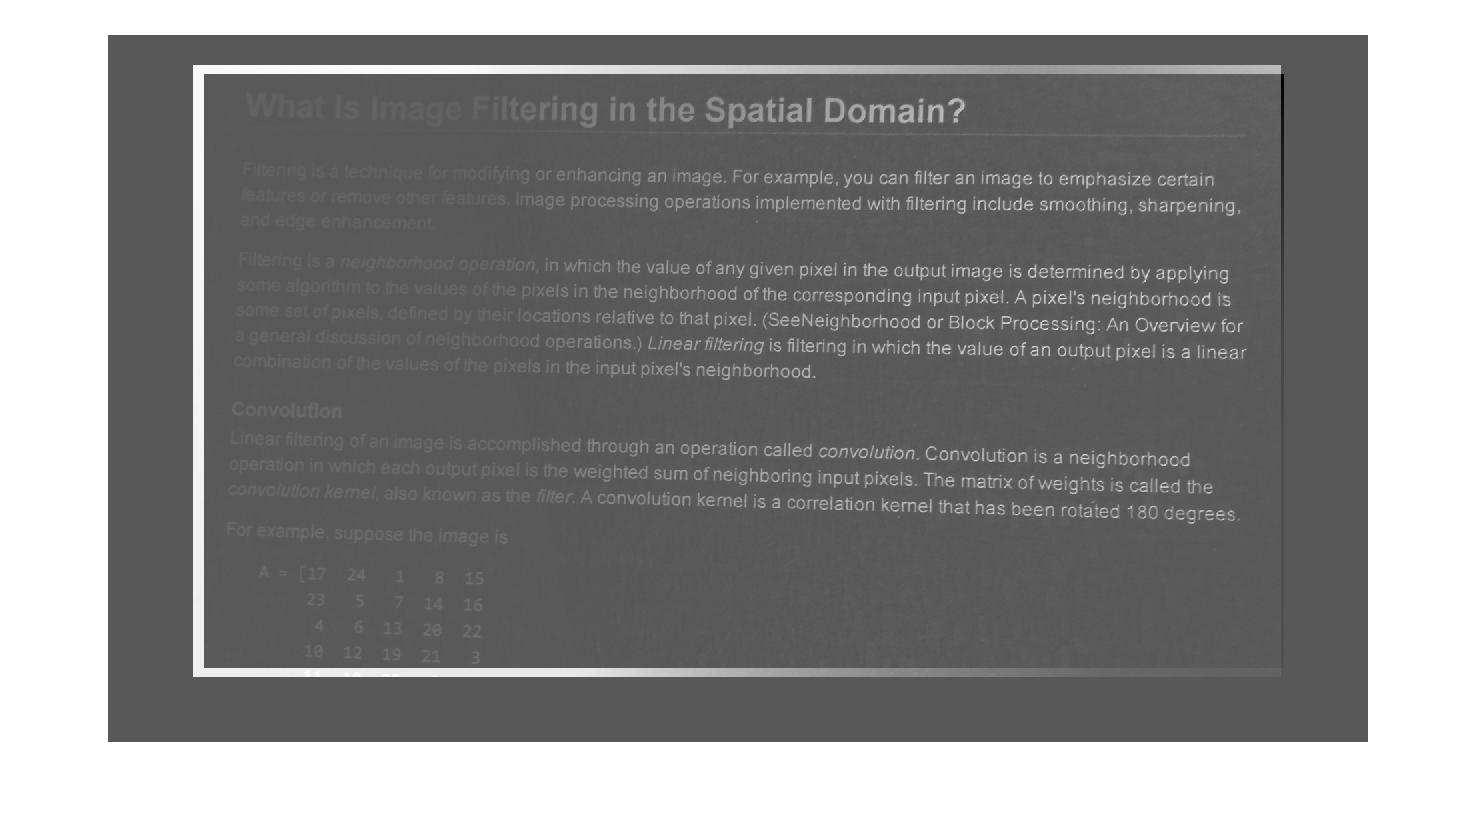 What Is Image Filtering in the Spatial Domain?
Filtering is a technique for modifying or enhancing an image. For example, you can filter an image to emphasize certain
features or remove other features. Image processing operations implemented with filtering include smoothing, sharpening,
and edge enhancement.
Filtering is a neighborhood operation, in which the value of any given pixel in the output image is determined by applying
some algorithm to the values of the pixels in the neighborhood of the corresponding input pixel. A pixel's neighborhood is
some set of pixels, defined by their locations relative to that pixel. (SeeNeighborhood or Block Processing: An Overview for
a general discussion of neighborhood operations.) Linear filtering is filtering in which the value of an output pixel is a linear
combination of the values of the pixels in the input pixel's neighborhood.
Convolution
Linear filtering of an image is accomplished through an operation called convolution. Convolution is a neighborhood
operation in which each output pixel is the weighted sum of neighboring input pixels. The matrix of weights is called the
convolution kernel, also known as the filter. A convolution kernel is a correlation kernel that has been rotated 180 degrees.
For example, suppose the image is
A = [17 24 1 8 15
23 5 7 14 16
4 6 13 20 22
10 12 19 21 3